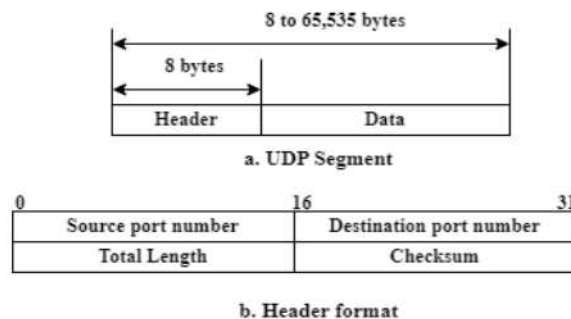 8 to 65,535 bytes
8 bytes
Header Data
a. UDP Segment
0 16 31
Source port number Destination port number
Total Length Checksum
b. Header format